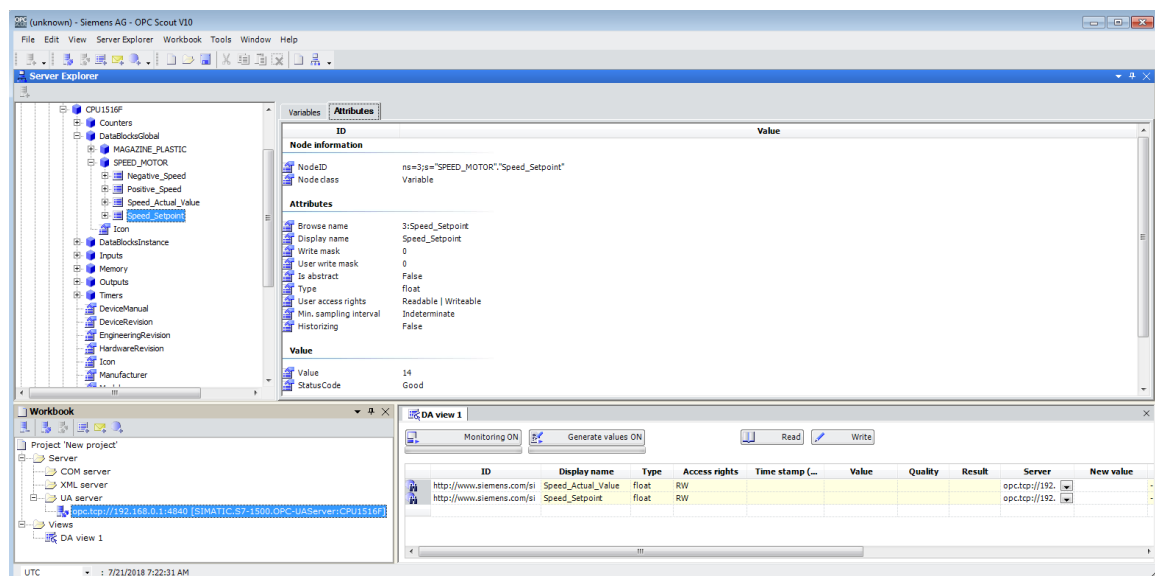 (unknown) - Siemens AG - OPC Scout V10
File Edit View Server Explorer Workbook Tools Window Help
Server Explorer
CPU1516F
Counters
DataBlocksGlobal
MAGAZINE_PLASTIC
SPEED_MOTOR
Negative_Speed
Positive_Speed
Speed_Actual_Value
Speed_Setpoint
Icon
DataBlocksInstance
Inputs
Memory
Outputs
Timers
DeviceManual
DeviceRevision
EngineeringRevision
HardwareRevision
Icon
Manufacturer
Variables Attributes
ID Value
Node information
NodeID ns=3;s="SPEED_MOTOR"."Speed_Setpoint"
Node class Variable
Attributes
Browse name 3:Speed_Setpoint
Display name Speed_Setpoint
Write mask 0
User write mask 0
Is abstract False
Type float
User access rights Readable | Writeable
Min. sampling interval Indeterminate
Historizing False
Value
Value 14
StatusCode Good
Workbook
Project 'New project'
Server
COM server
XML server
UA server
opc.tcp://192.168.0.1:4840 [SIMATIC.S7-1500.OPC-UAServer:CPU1516F]
Views
DA view 1
DA view 1
Monitoring ON Generate values ON Read Write
ID Display name Type Access rights Time stamp (... Value Quality Result Server New value
http://www.siemens.com/si Speed_Actual_Value float RW opc.tcp://192.
http://www.siemens.com/si Speed_Setpoint float RW opc.tcp://192.
UTC : 7/21/2018 7:22:31 AM